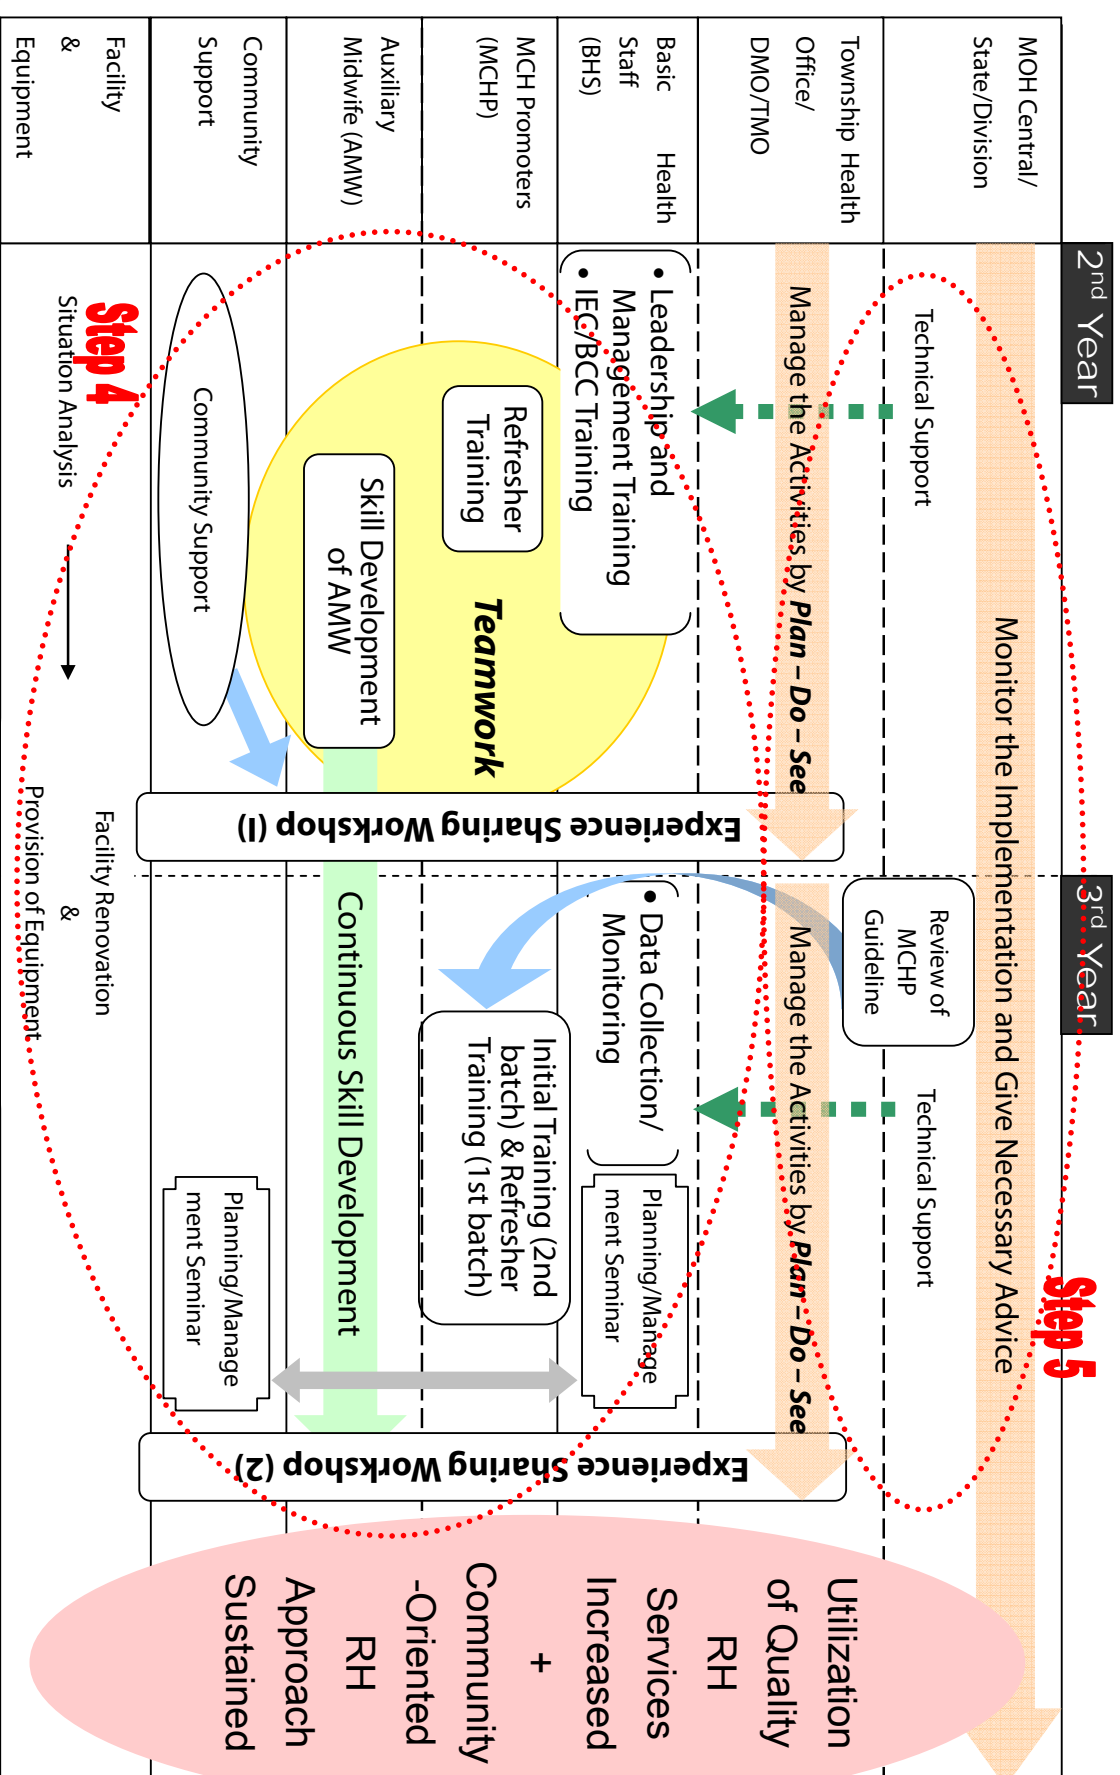 2nd Year
3rd Year
MOH Central/
State/Division
Monitor the Implementation and Give Necessary Advice
Step 5
Township Health
Office/
DMO/TMO
Technical Support
Manage the Activities by Plan – Do – See
Review of
MCHP
Guideline
Technical Support
Manage the Activities by Plan – Do – See
Basic Health
Staff
(BHS)
• Leadership and
Management Training
• IEC/BCC Training
• Data Collection/
Monitoring
Planning/Manage
ment Seminar
MCH Promoters
(MCHP)
Refresher
Training
Teamwork
Initial Training (2nd
batch) & Refresher
Training (1st batch)
Auxiliary
Midwife (AMW)
Skill Development
of AMW
Continuous Skill Development
Community
Support
Community Support
Planning/Manage
ment Seminar
Experience Sharing Workshop (I)
Experience Sharing Workshop (2)
Facility
&
Equipment
Step 4
Situation Analysis
Facility Renovation
&
Provision of Equipment
Utilization
of Quality
RH
Services
Increased
+
Community
-Oriented
RH
Approach
Sustained